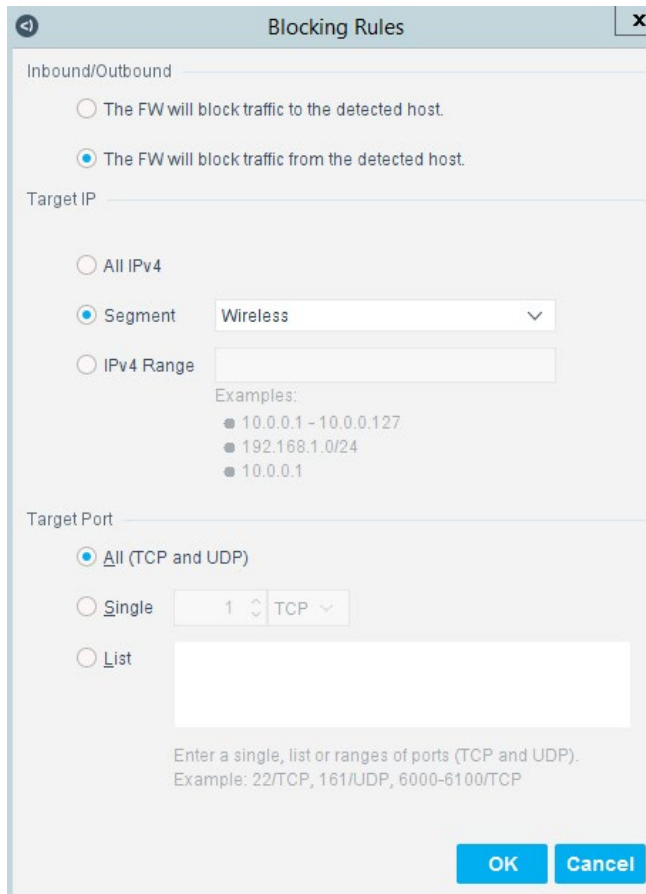 Blocking Rules
x
Inbound/Outbound
The FW will block traffic to the detected host.
The FW will block traffic from the detected host.
Target IP
All IPv4
Segment Wireless
IPv4 Range
Examples:
10.0.0.1 - 10.0.0.127
192.168.1.0/24
10.0.0.1
Target Port
All (TCP and UDP)
Single 1 TCP
List
Enter a single, list or ranges of ports (TCP and UDP).
Example: 22/TCP, 161/UDP, 6000-6100/TCP
OK Cancel